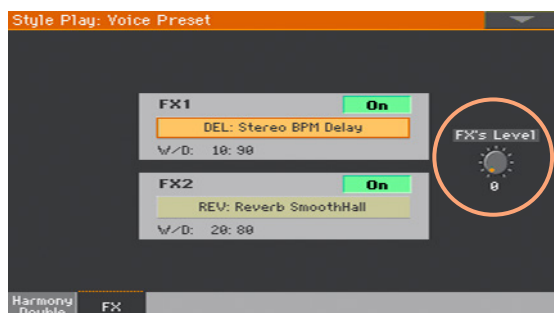 Style Play: Voice Preset
FX1
On
DEL: Stereo BPM Delay
W/D: 10:90
FX's Level
0
FX2
On
REV: Reverb SmoothHall
W/D: 20:80
Harmony
Double
FX